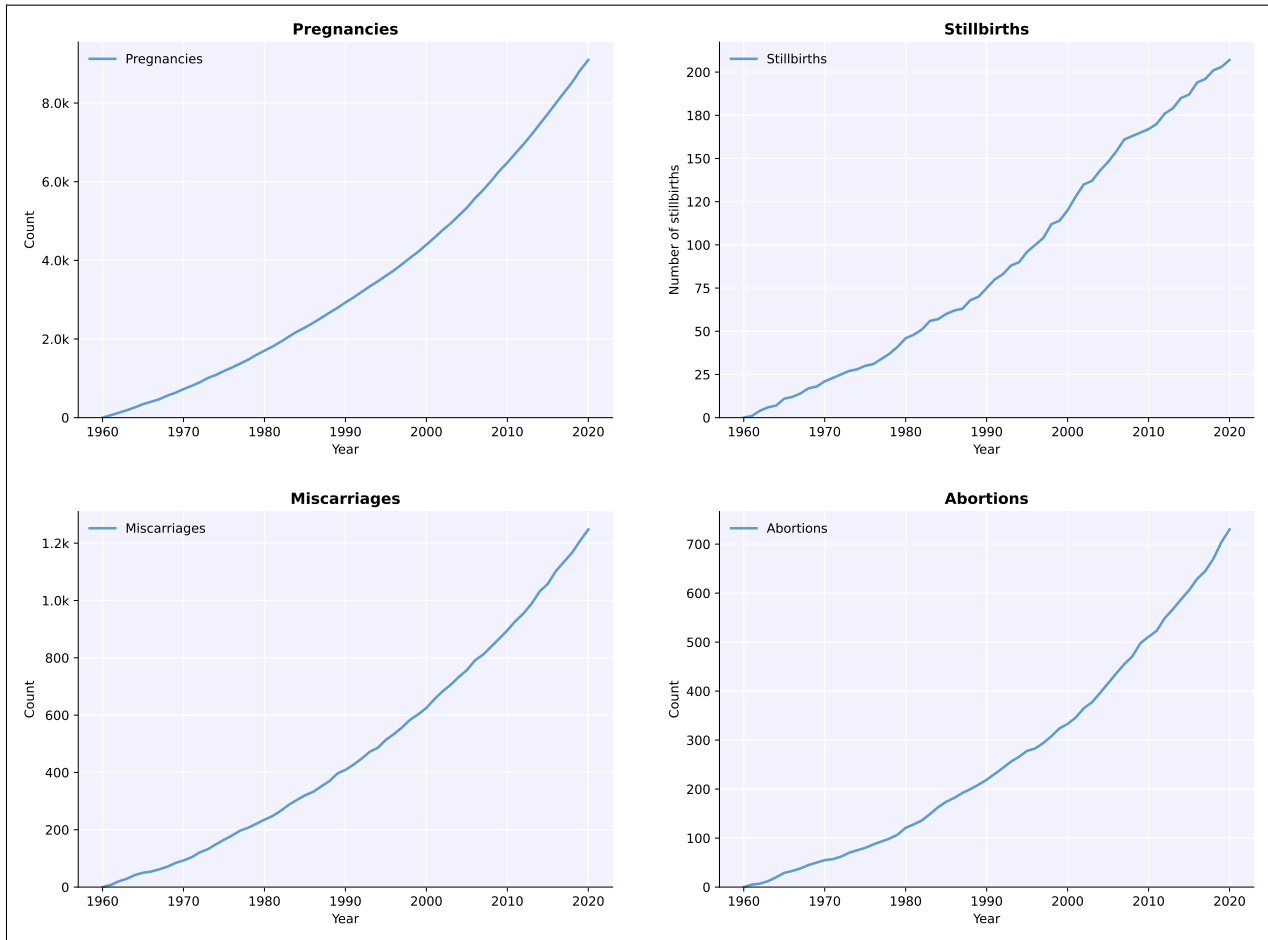 Pregnancies
Pregnancies
Count
8.0k
6.0k
4.0k
2.0k
0
1960 1970 1980 1990 2000 2010 2020
Year
Stillbirths
Stillbirths
Number of stillbirths
200
180
150
120
100
75
50
25
0
1960 1970 1980 1990 2000 2010 2020
Year
Miscarriages
Miscarriages
Count
1.2k
1.0k
800
600
400
200
0
1960 1970 1980 1990 2000 2010 2020
Year
Abortions
Abortions
Count
700
600
500
400
300
200
100
0
1960 1970 1980 1990 2000 2010 2020
Year